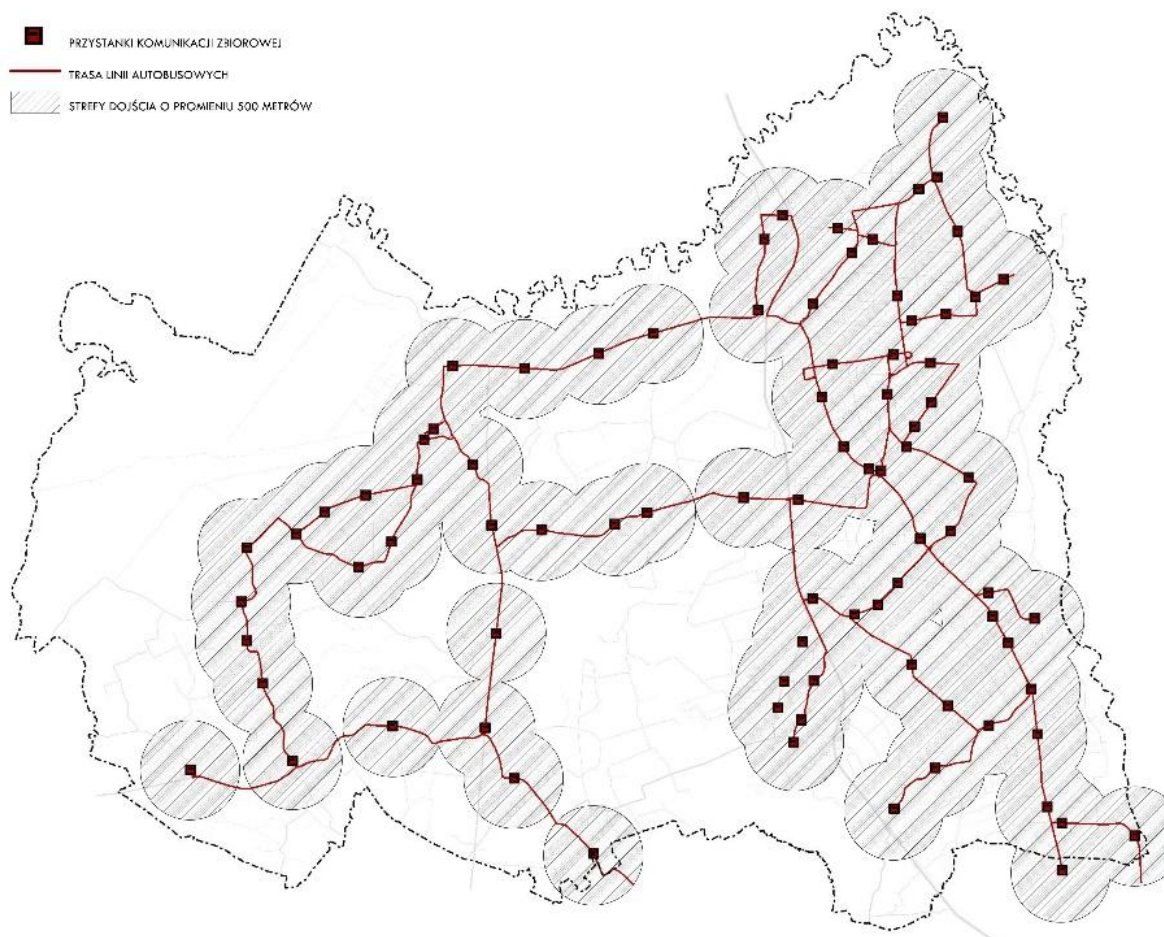 PRZYSTANKI KOMUNIKACJI ZBIOROWEJ
TRASA LINII AUTOBUSOWYCH
STREFY DOJŚCIA O PROMIENIU 500 METRÓW